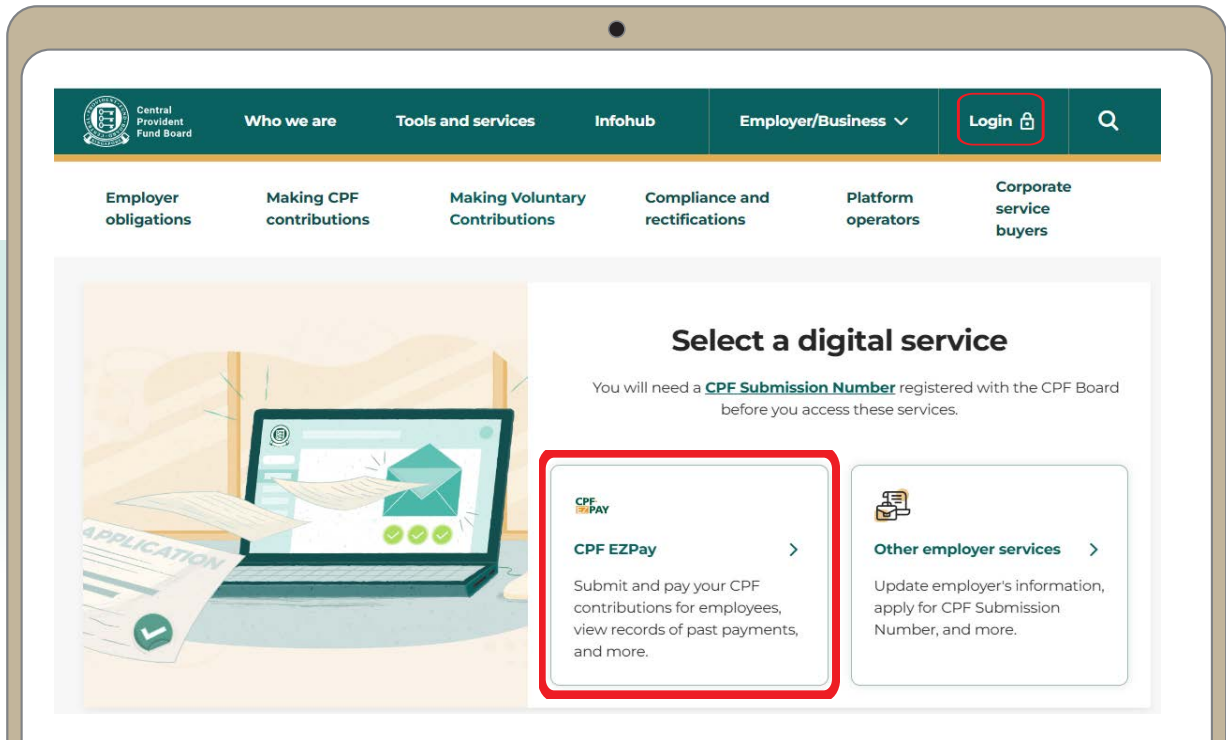 Central
Provident
Fund Board
Who we are
Tools and services
Infohub
Employer/Business
Login
Employer
obligations
Making CPF
contributions
Making Voluntary
Contributions
Compliance and
rectifications
Platform
operators
Corporate
service
buyers
APPLICATION
Select a digital service
You will need a CPF Submission Number registered with the CPF Board
before you access these services.
CPF
EZPAY
CPF EZPay
Submit and pay your CPF
contributions for employees,
view records of past payments,
and more.
Other employer services
Update employer's information,
apply for CPF Submission
Number, and more.